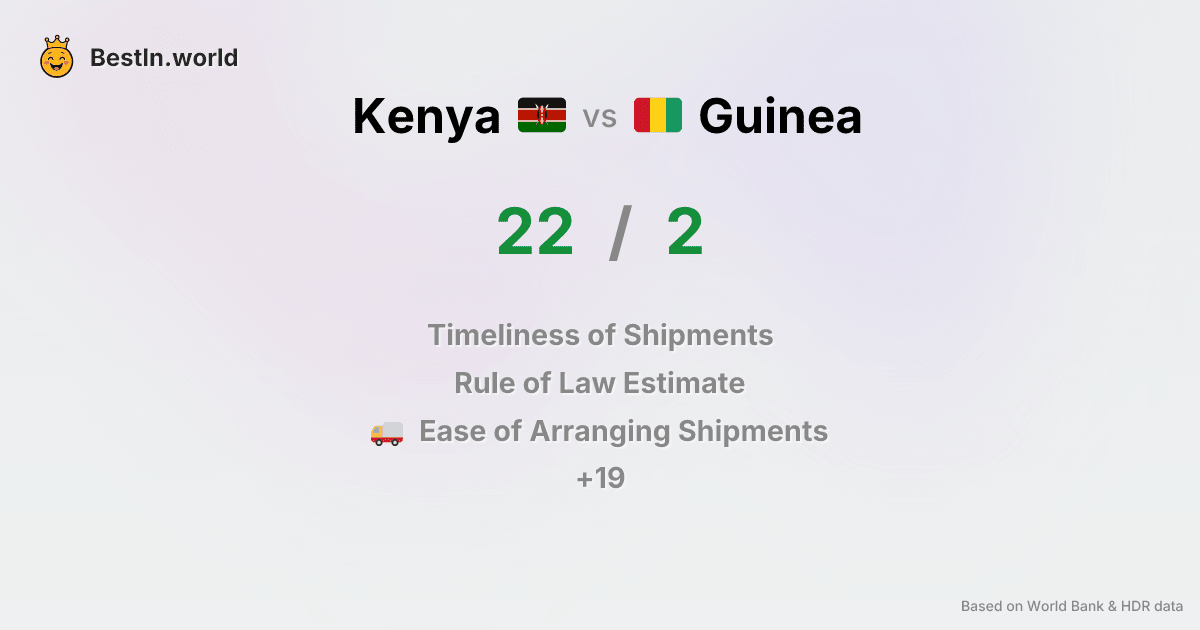 BestIn.world
Kenya vs Guinea
22 / 2
Timeliness of Shipments
Rule of Law Estimate
Ease of Arranging Shipments
+19
Based on World Bank & HDR data